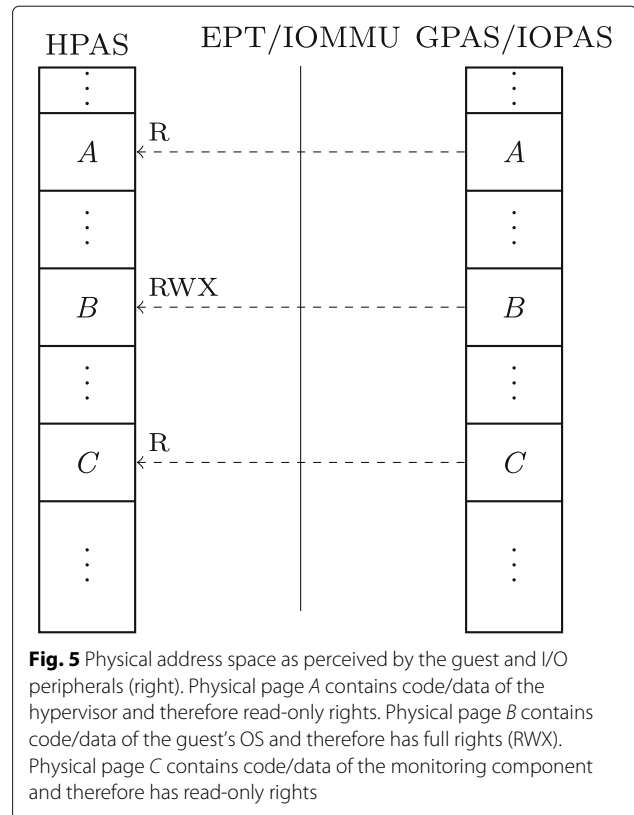 HPAS EPT/IOMMU GPAS/IOPAS
R
A A
RWX
B B
R
C C
Fig. 5 Physical address space as perceived by the guest and I/O
peripherals (right). Physical page A contains code/data of the
hypervisor and therefore read-only rights. Physical page B contains
code/data of the guest's OS and therefore has full rights (RWX).
Physical page C contains code/data of the monitoring component
and therefore has read-only rights